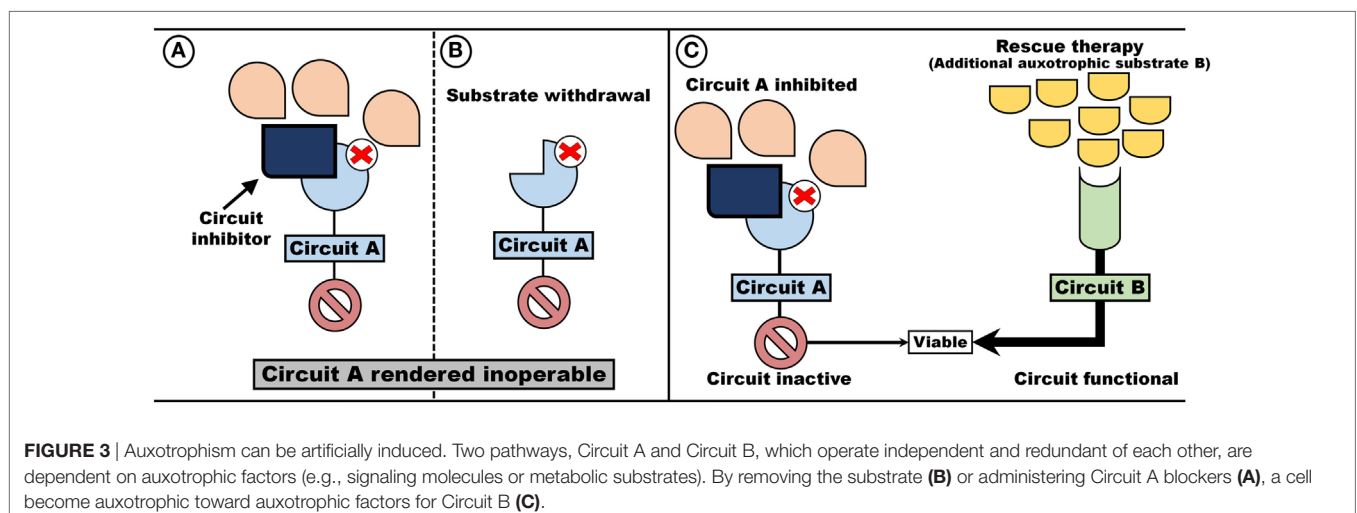 A
B
C
Substrate withdrawal
Circuit
inhibitor
Circuit A
Circuit A
Circuit A rendered inoperable
Circuit A inhibited
Rescue therapy
(Additional auxotrophic substrate B)
Circuit A
Circuit B
Viable
Circuit inactive
Circuit functional
FIGURE 3 | Auxotrophism can be artificially induced. Two pathways, Circuit A and Circuit B, which operate independent and redundant of each other, are
dependent on auxotrophic factors (e.g., signaling molecules or metabolic substrates). By removing the substrate (B) or administering Circuit A blockers (A), a cell
become auxotrophic toward auxotrophic factors for Circuit B (C).